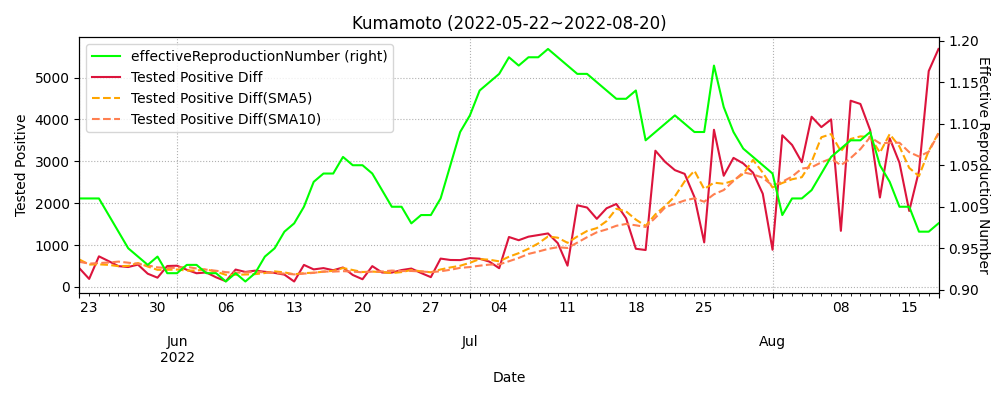 Kumamoto (2022-05-22~2022-08-20)
effectiveReproductionNumber (right)
Tested Positive Diff
Tested Positive Diff(SMA5)
Tested Positive Diff(SMA10)
Tested Positive
5000
4000
3000
2000
1000
0
1.20
1.15
1.10
1.05
1.00
0.95
0.90
Effective Reproduction Number
23 30 06 13 20 27 04 11 18 25 08 15
Jun Jul Aug
2022
Date